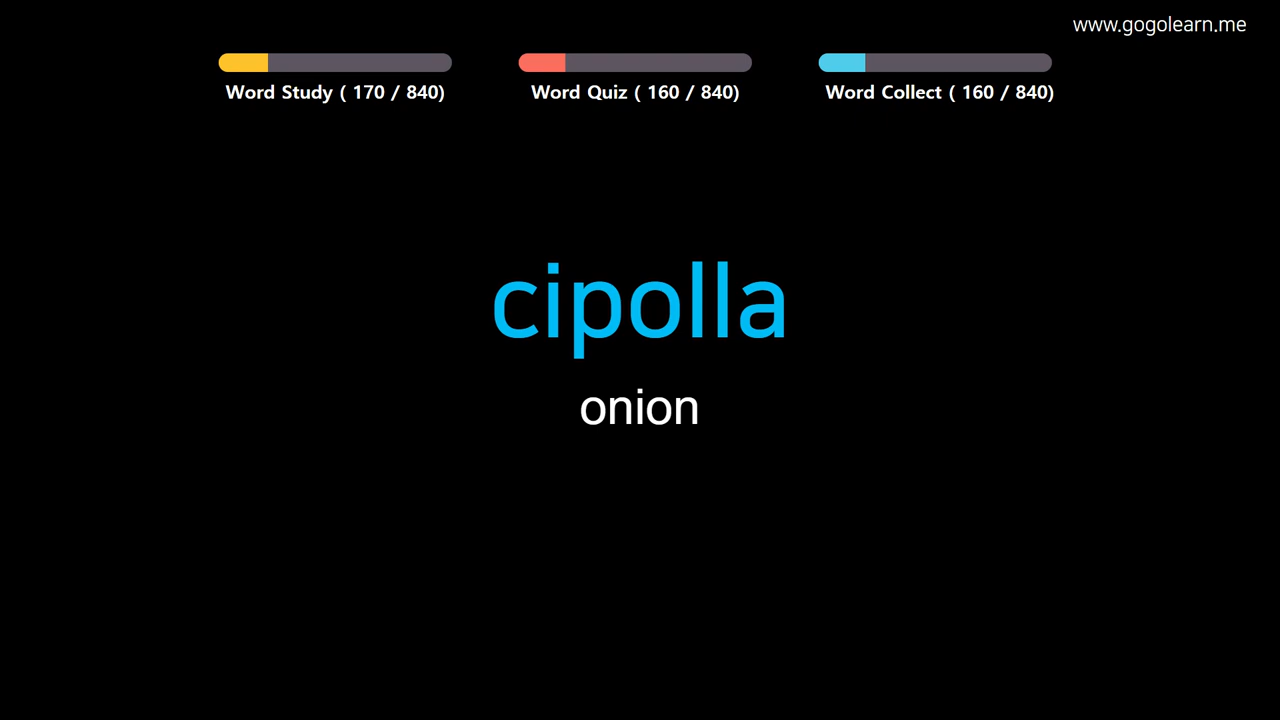 www.gogolearn.me
Word Study ( 170 / 840)
Word Quiz ( 160 / 840)
Word Collect ( 160 / 840)
cipolla
onion